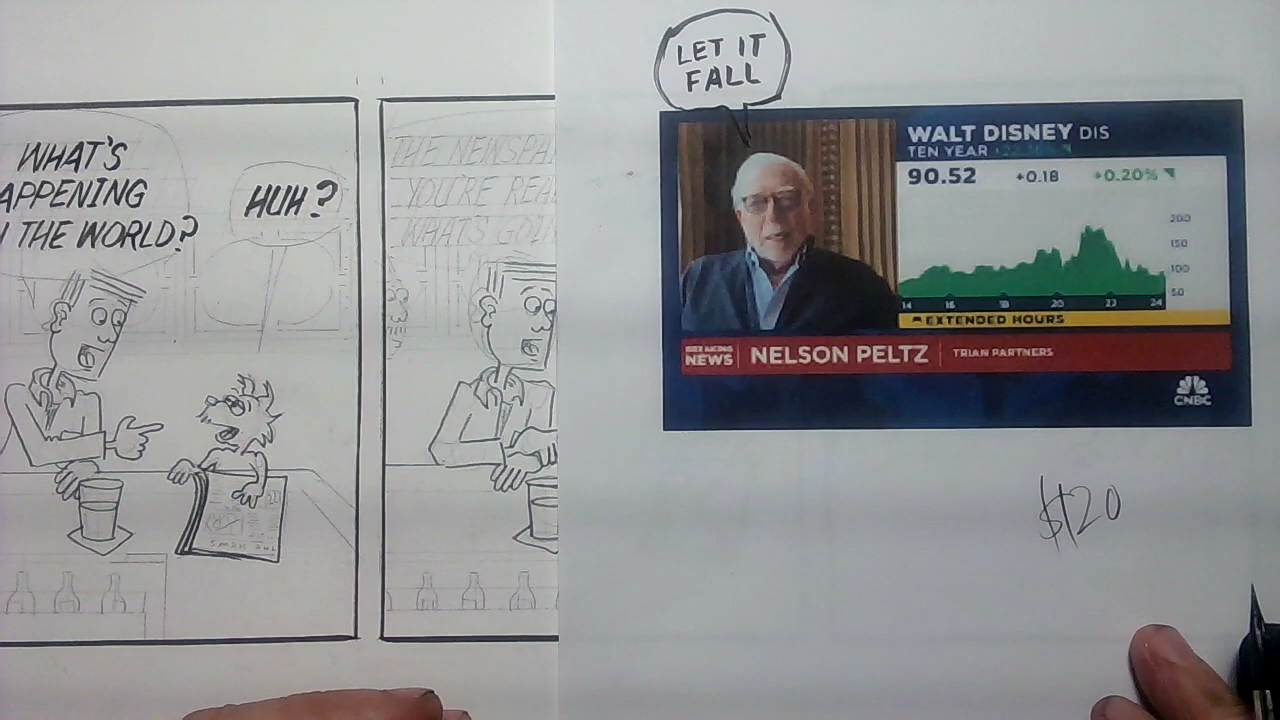 WHAT'S
APPENING
THE WORLD?
HUH?
THE NEWSPA
YOU'RE REA
WHAT'S GOIN
LET IT
FALL
WALT DISNEY DIS
TEN YEAR
90.52 +0.18 +0.20%
200
150
100
50
14 16 18 20 22 24
EXTENDED HOURS
BREAKING
NEWS
NELSON PELTZ
TRIAN PARTNERS
CNBC
$120